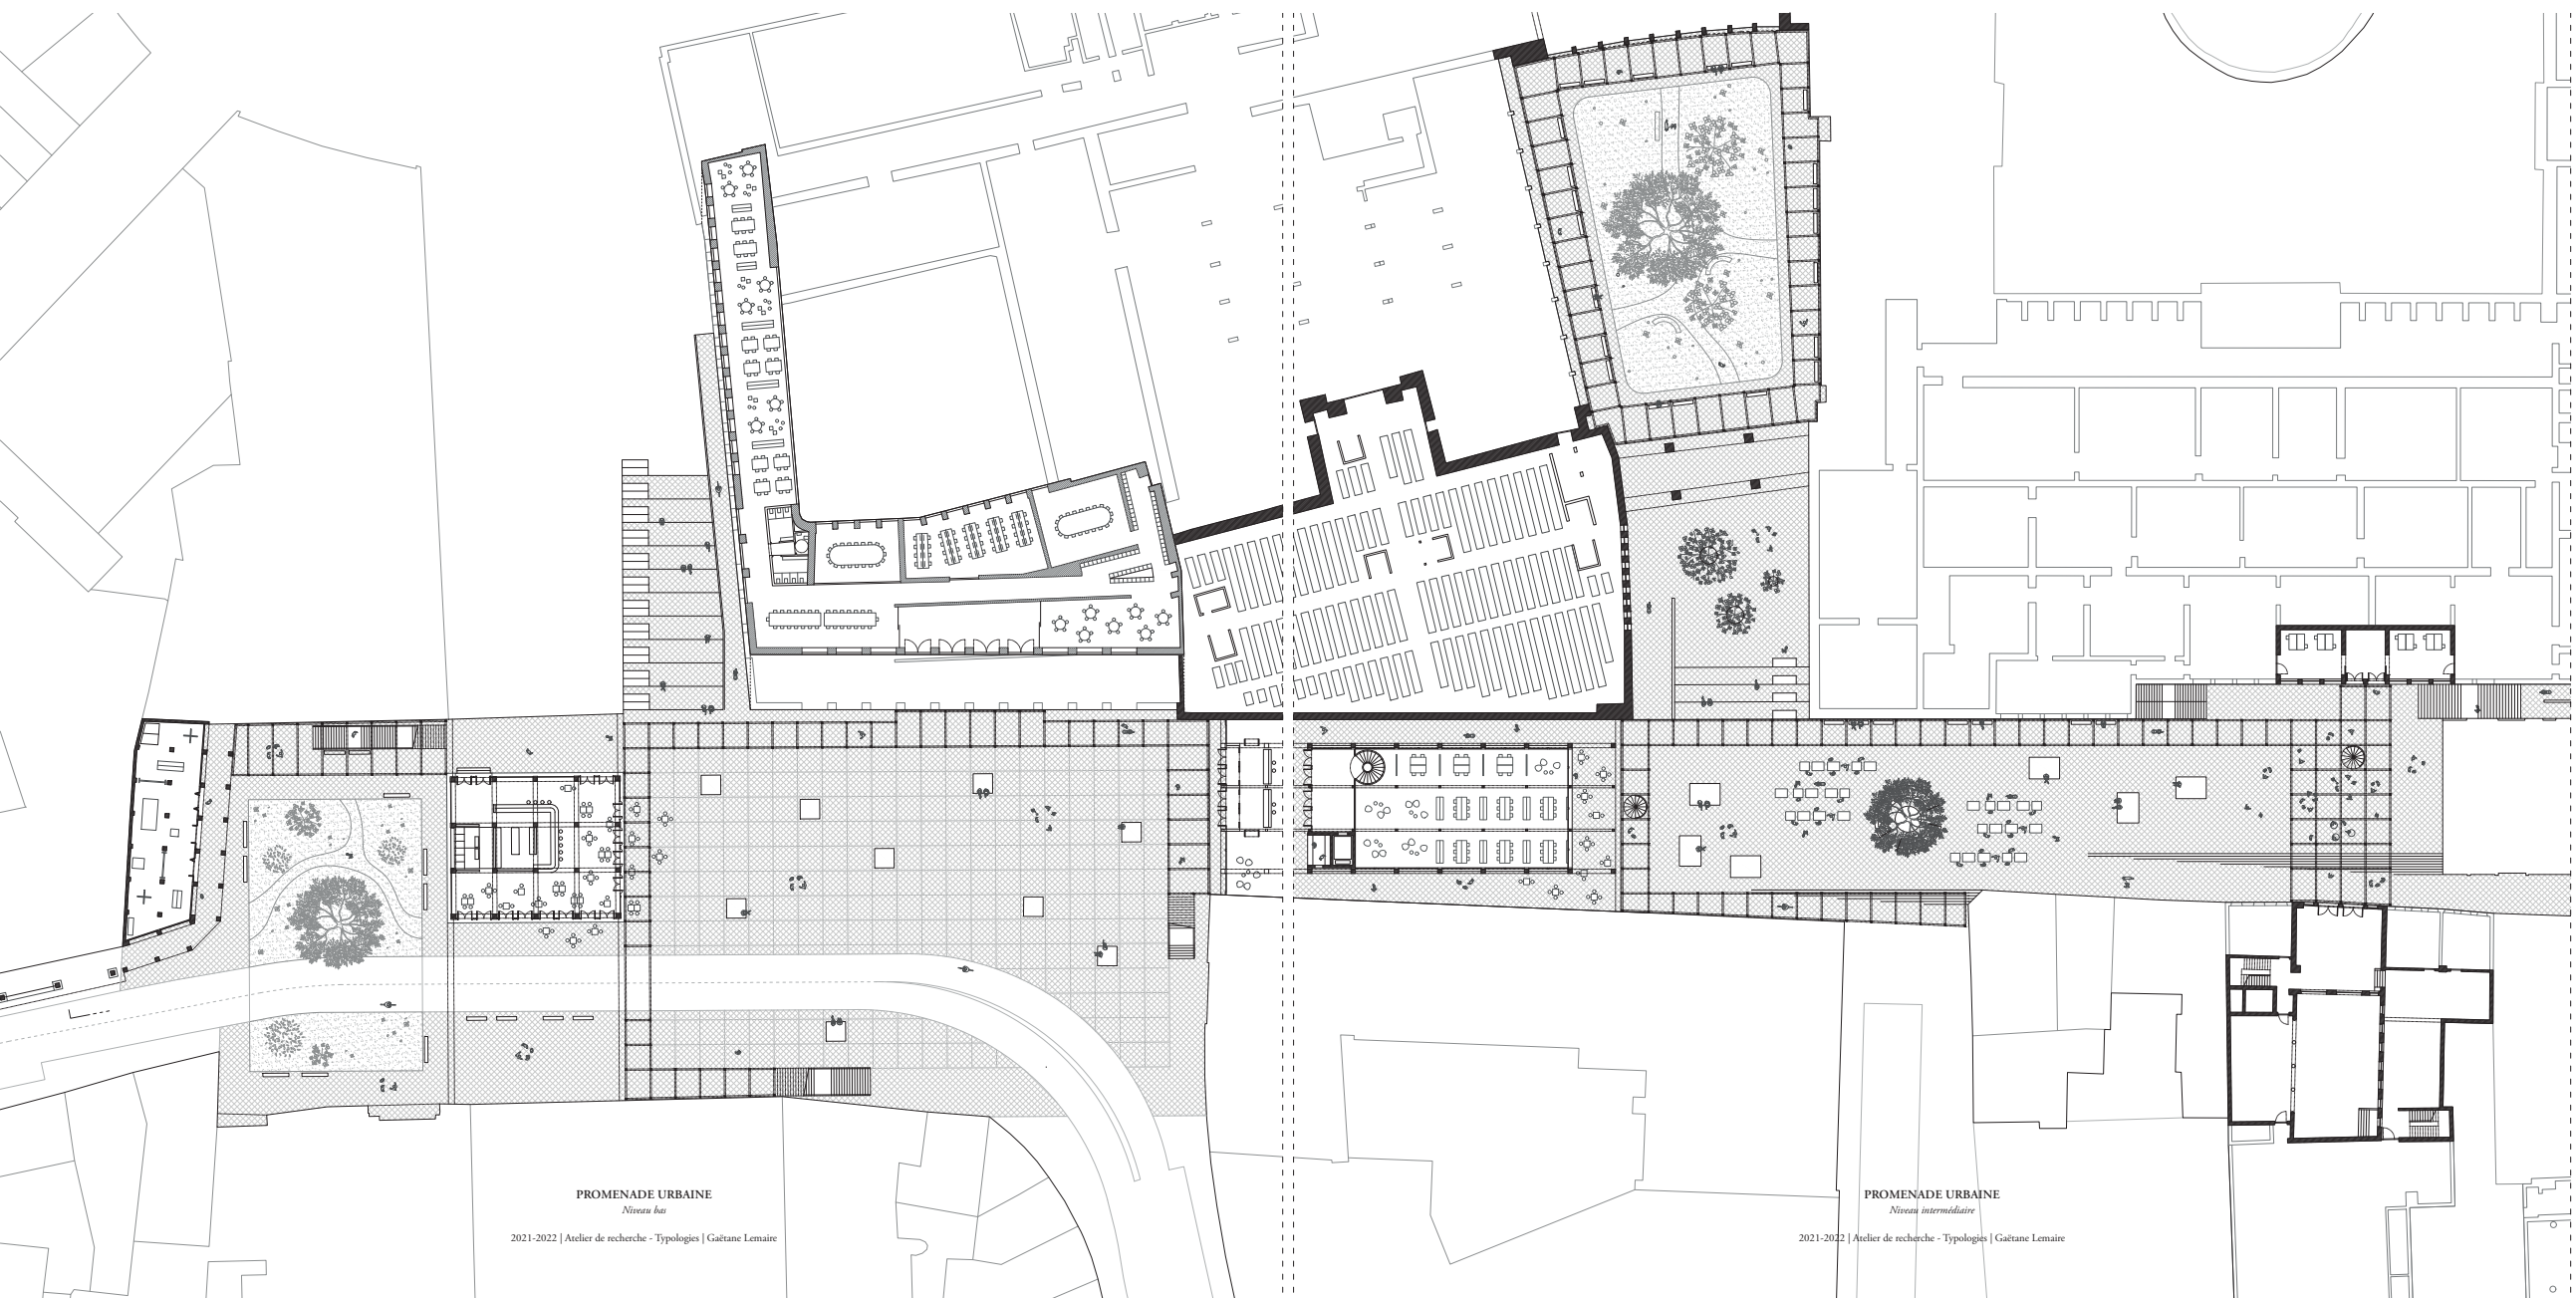 PROMENADE URBAINE
Niveau bas
2021-2022 | Atelier de recherche - Typologies | Gaëtane Lemaire
PROMENADE URBAINE
Niveau intermédiaire
2021-2022 | Atelier de recherche - Typologies | Gaëtane Lemaire